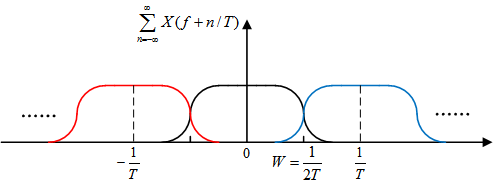 ∞
∑ X(f + n/T)
n=-∞
...... ......
-1/T 0 W = 1/2T 1/T